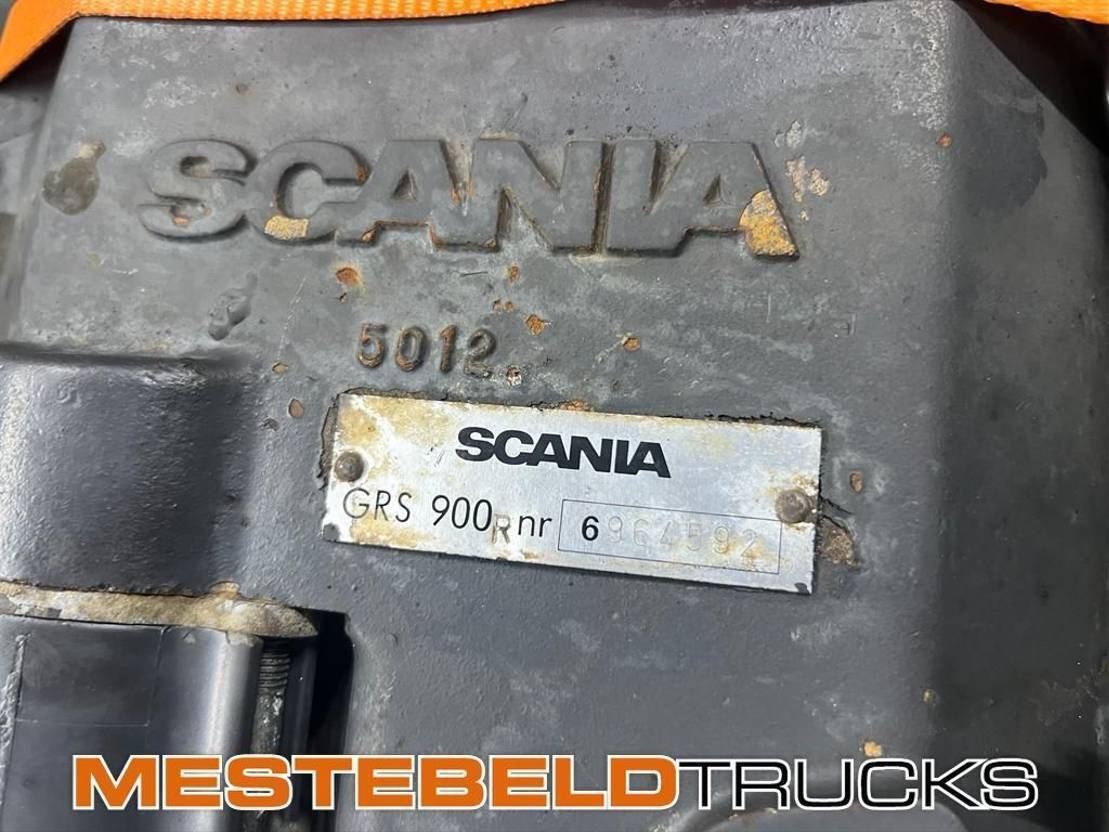 SCANIA
5012
SCANIA
GRS 900R nr 6964592
MESTEBELDTRUCKS